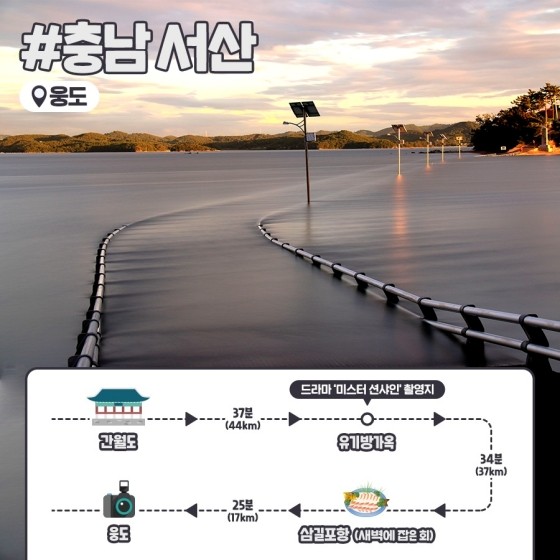 #충남 서산
웅도
드라마 '미스터 션샤인' 촬영지
37분
(44km)
간월도
유기방가옥
34분
(37km)
25분
(17km)
웅도
삼길포항 (새벽에 잡은 회)